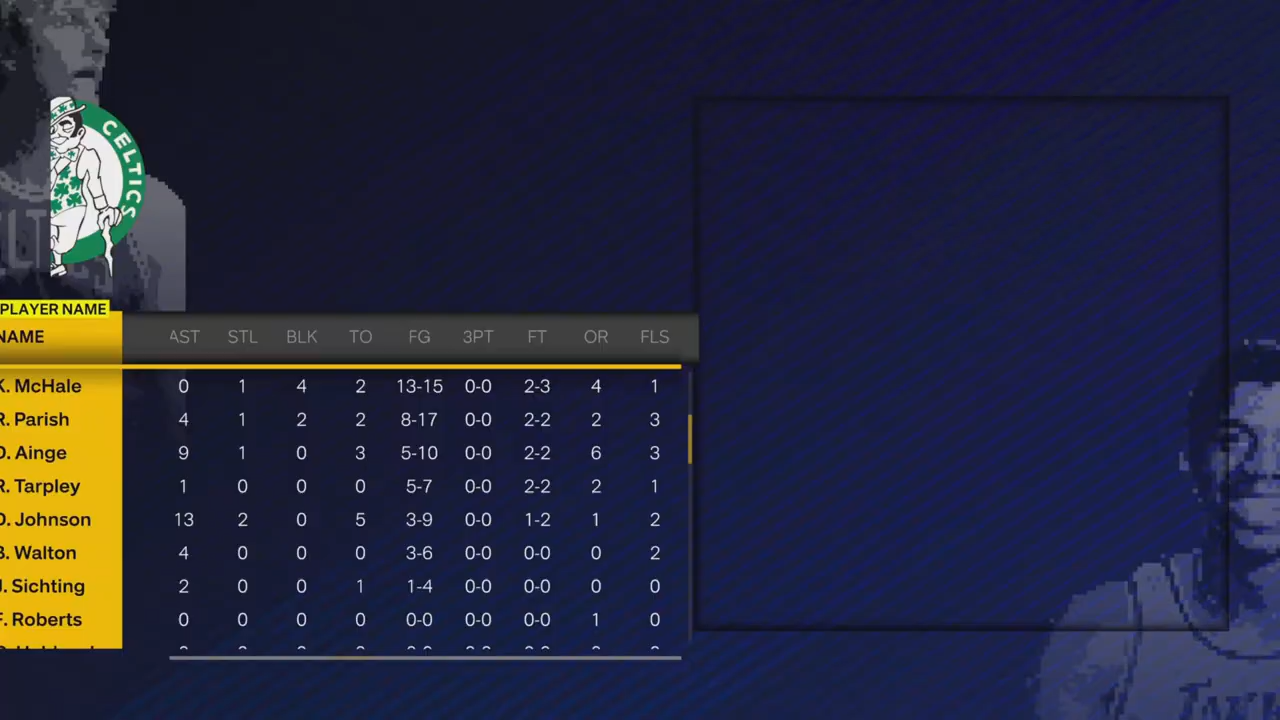 CELTICS
PLAYER NAME
NAME AST STL BLK TO FG 3PT FT OR FLS
K. McHale 0 1 4 2 13-15 0-0 2-3 4 1
R. Parish 4 1 2 2 8-17 0-0 2-2 2 3
D. Ainge 9 1 0 3 5-10 0-0 2-2 6 3
R. Tarpley 1 0 0 0 5-7 0-0 2-2 2 1
D. Johnson 13 2 0 5 3-9 0-0 1-2 1 2
B. Walton 4 0 0 0 3-6 0-0 0-0 0 2
J. Sichting 2 0 0 1 1-4 0-0 0-0 0 0
F. Roberts 0 0 0 0 0-0 0-0 0-0 1 0